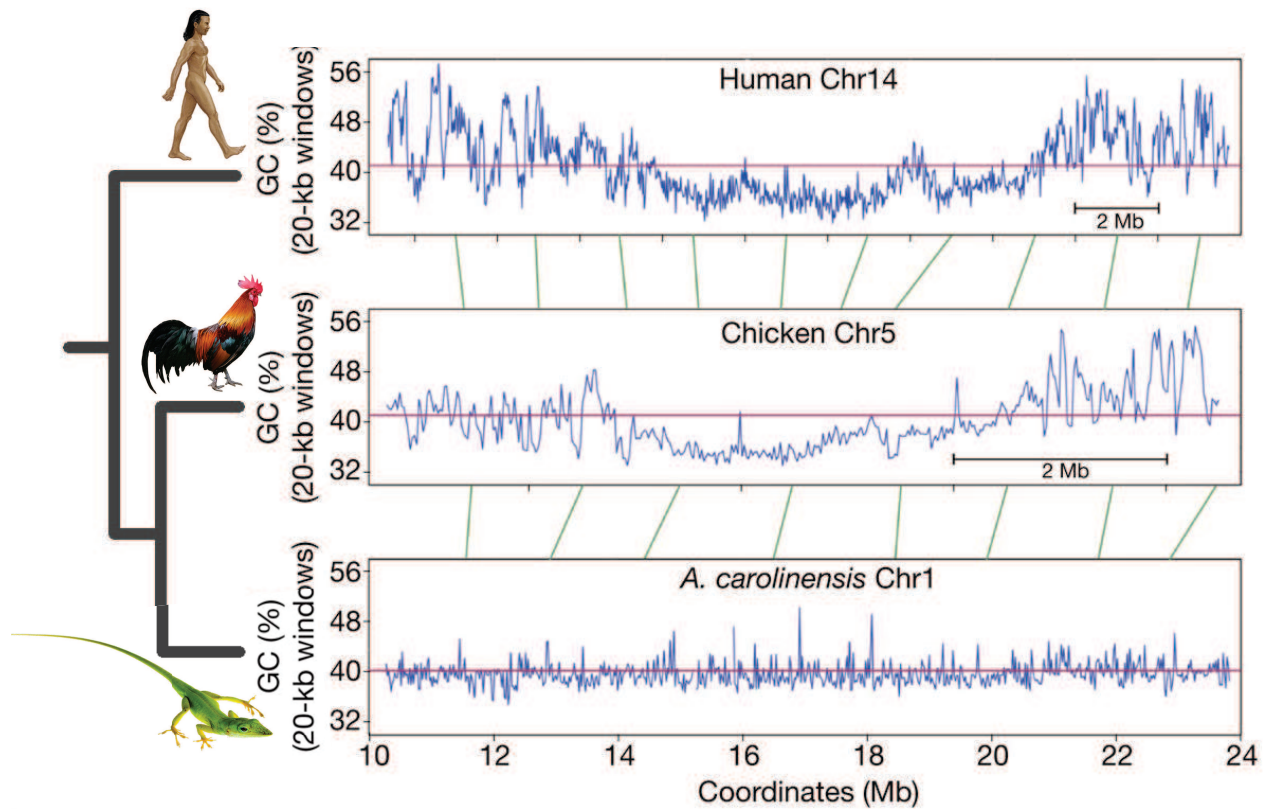 Human Chr14
GC (%)
(20-kb windows)
56
48
40
32
2 Mb
Chicken Chr5
GC (%)
(20-kb windows)
56
48
40
32
2 Mb
A. carolinensis Chr1
GC (%)
(20-kb windows)
56
48
40
32
10 12 14 16 18 20 22 24
Coordinates (Mb)